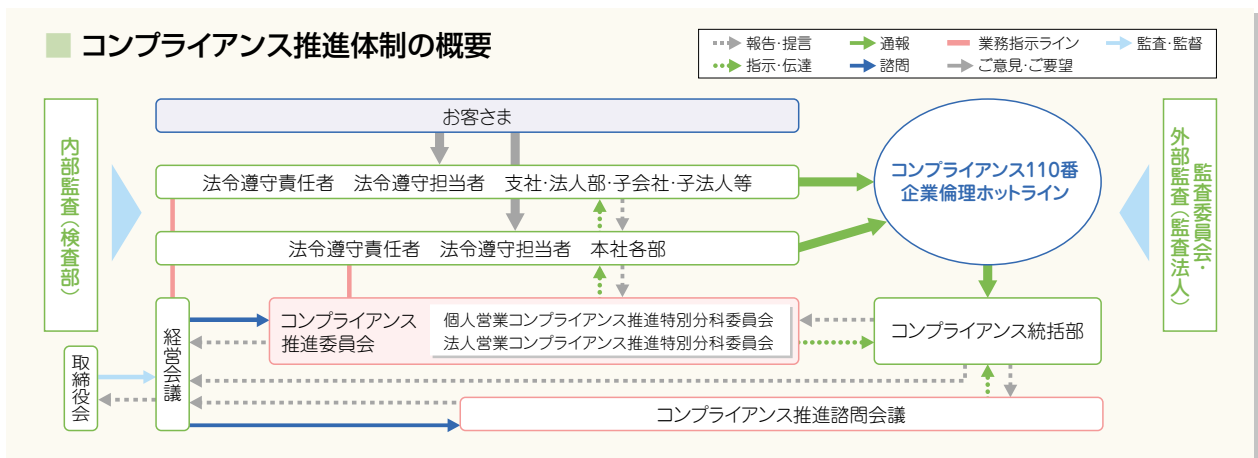 コンプライアンス推進体制の概要
報告・提言
通報
業務指示ライン
監査・監督
指示・伝達
諮問
ご意見・ご要望
内部監査（検査部）
お客さま
法令遵守責任者　法令遵守担当者　支社・法人部・子会社・子法人等
法令遵守責任者　法令遵守担当者　本社各部
コンプライアンス110番
企業倫理ホットライン
監査委員会・
外部監査（監査法人）
取締役会
経営会議
コンプライアンス
推進委員会
個人営業コンプライアンス推進特別分科委員会
法人営業コンプライアンス推進特別分科委員会
コンプライアンス統括部
コンプライアンス推進諮問会議